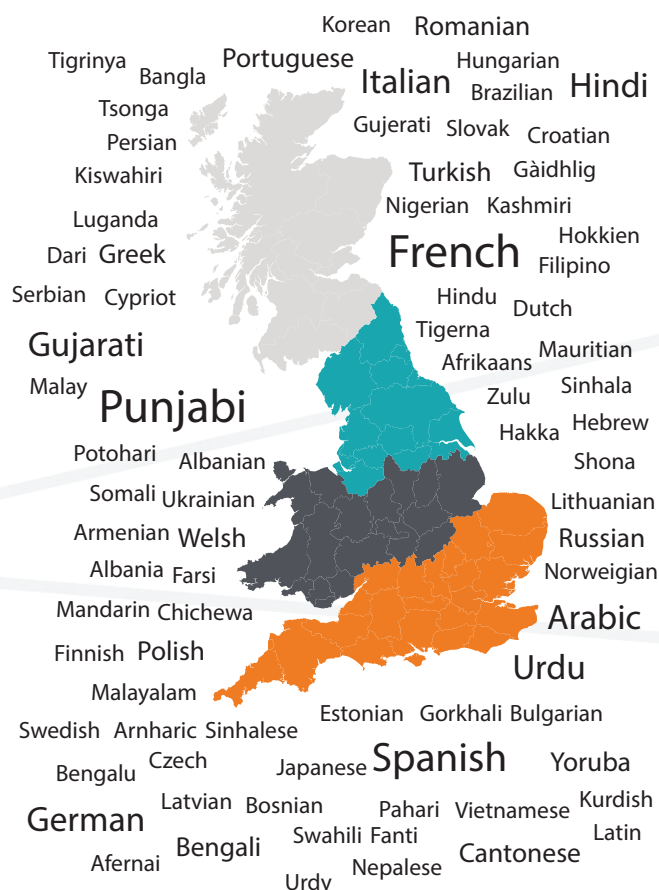 Korean Romanian
Tigrinya Portuguese Hungarian
Bangla Italian Hindi
Tsonga Brazilian
Persian Gujerati Slovak Croatian
Kiswahiri Turkish Gàidhlig
Luganda Nigerian Kashmiri
Dari Greek French Hokkien
Filipino
Serbian Cypriot Hindu Dutch
Gujarati Tigerna Mauritian
Malay Afrikaans Sinhala
Punjabi Zulu Hebrew
Potohari Albanian Hakka Shona
Somali Ukrainian Lithuanian
Armenian Welsh Russian
Albania Farsi Norweigian
Mandarin Chichewa Arabic
Finnish Polish Urdu
Malayalam
Swedish Arnharic Sinhalese Estonian Gorkhali Bulgarian
Bengalu Czech Japanese Spanish Yoruba
Latvian Bosnian Pahari Vietnamese Kurdish
German Swahili Fanti Latin
Afernai Bengali Nepalese Cantonese
Urdv